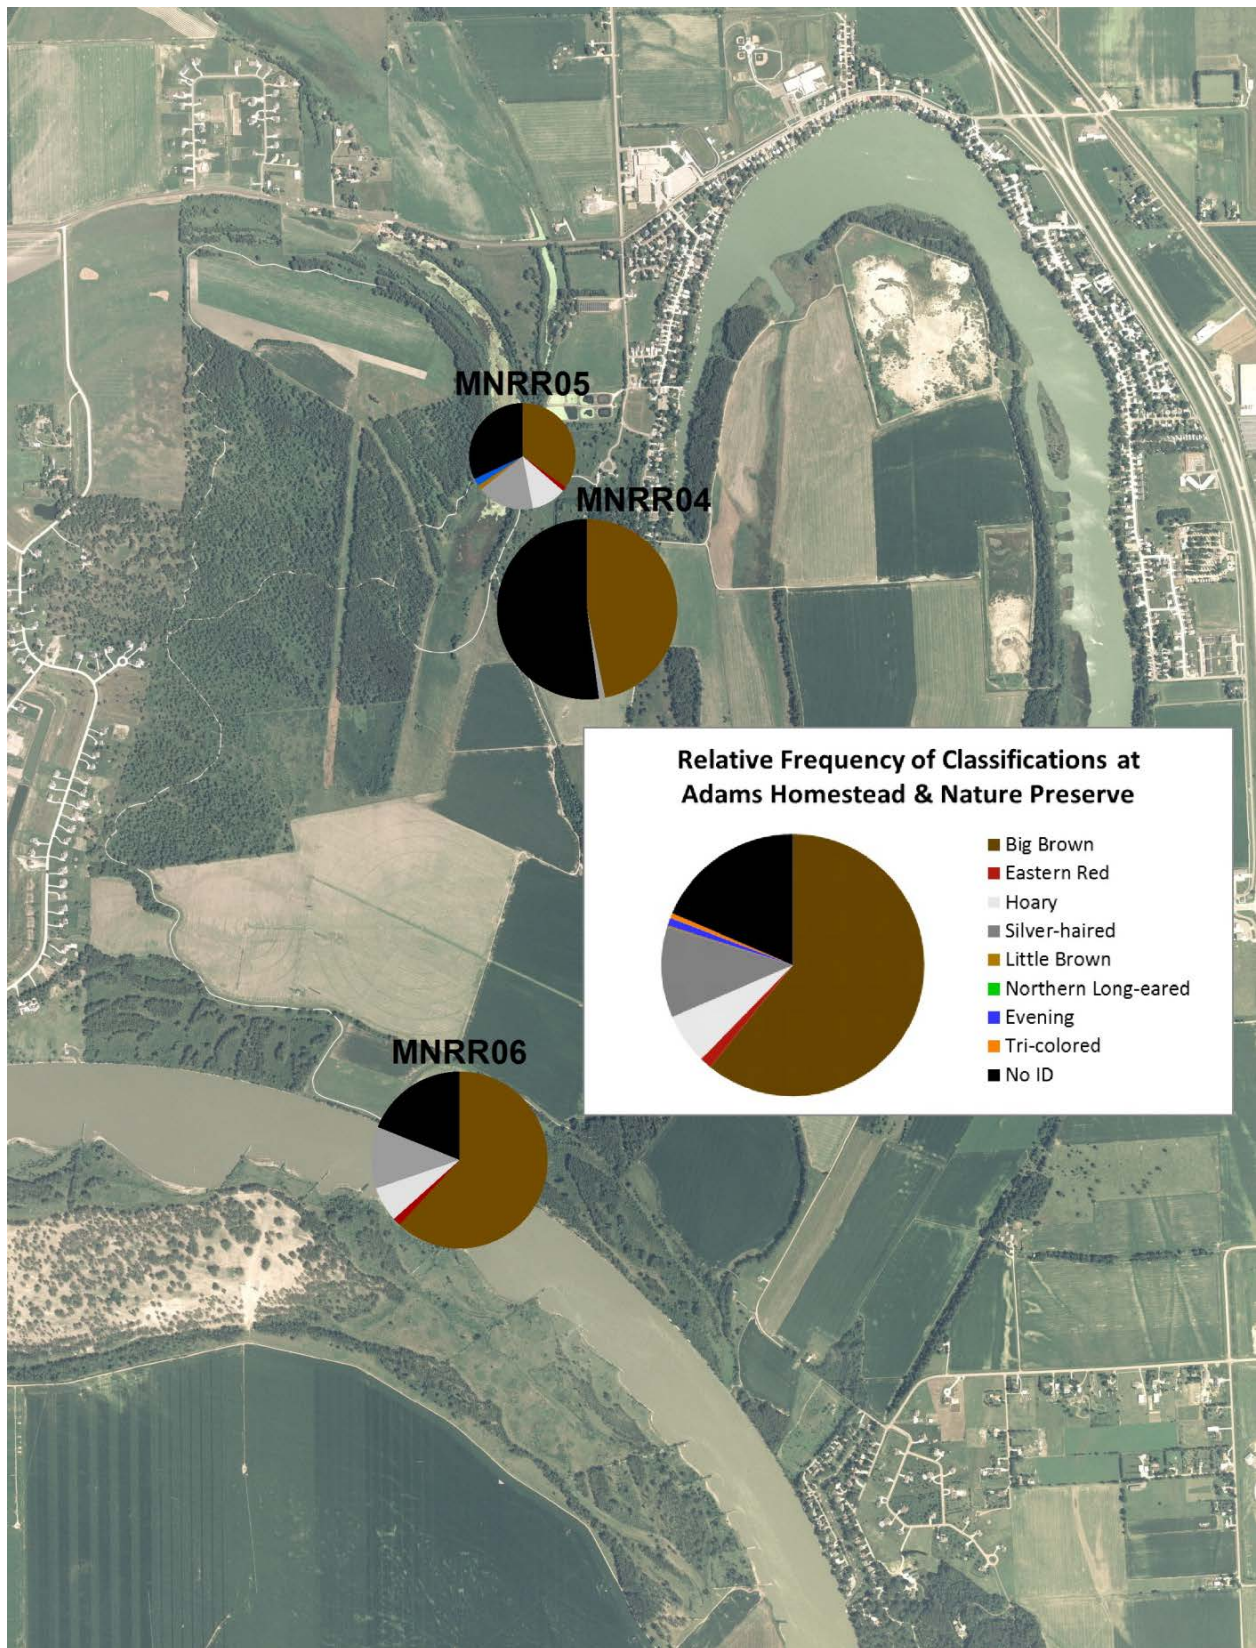 MNRR05
MNRR04
Relative Frequency of Classifications at
Adams Homestead & Nature Preserve
Big Brown
Eastern Red
Hoary
Silver-haired
Little Brown
Northern Long-eared
Evening
Tri-colored
No ID
MNRR06